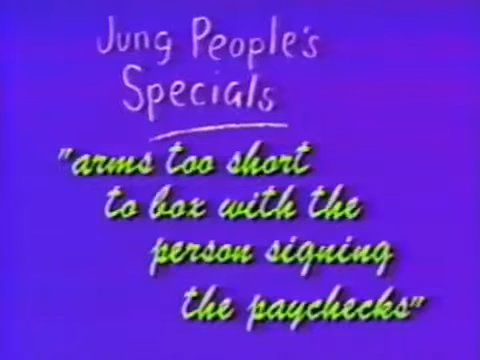 Jung People's
Specials
"arms too short
to box with the
person signing
the paychecks"